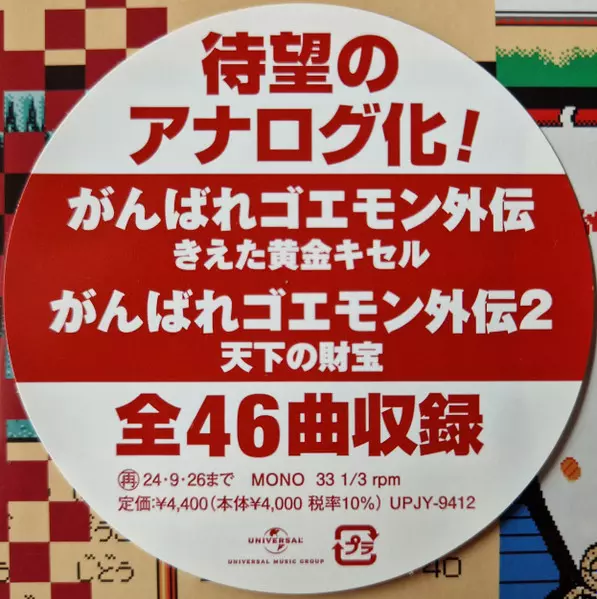 待望の
アナログ化!
がんばれゴエモン外伝
きえた黄金キセル
がんばれゴエモン外伝2
天下の財宝
全46曲収録
再 24・9・26まで MONO 33 1/3 rpm
定価:¥4,400(本体¥4,000 税率10%) UPJY-9412
UNIVERSAL
UNIVERSAL MUSIC GROUP
プラ
じどう
40